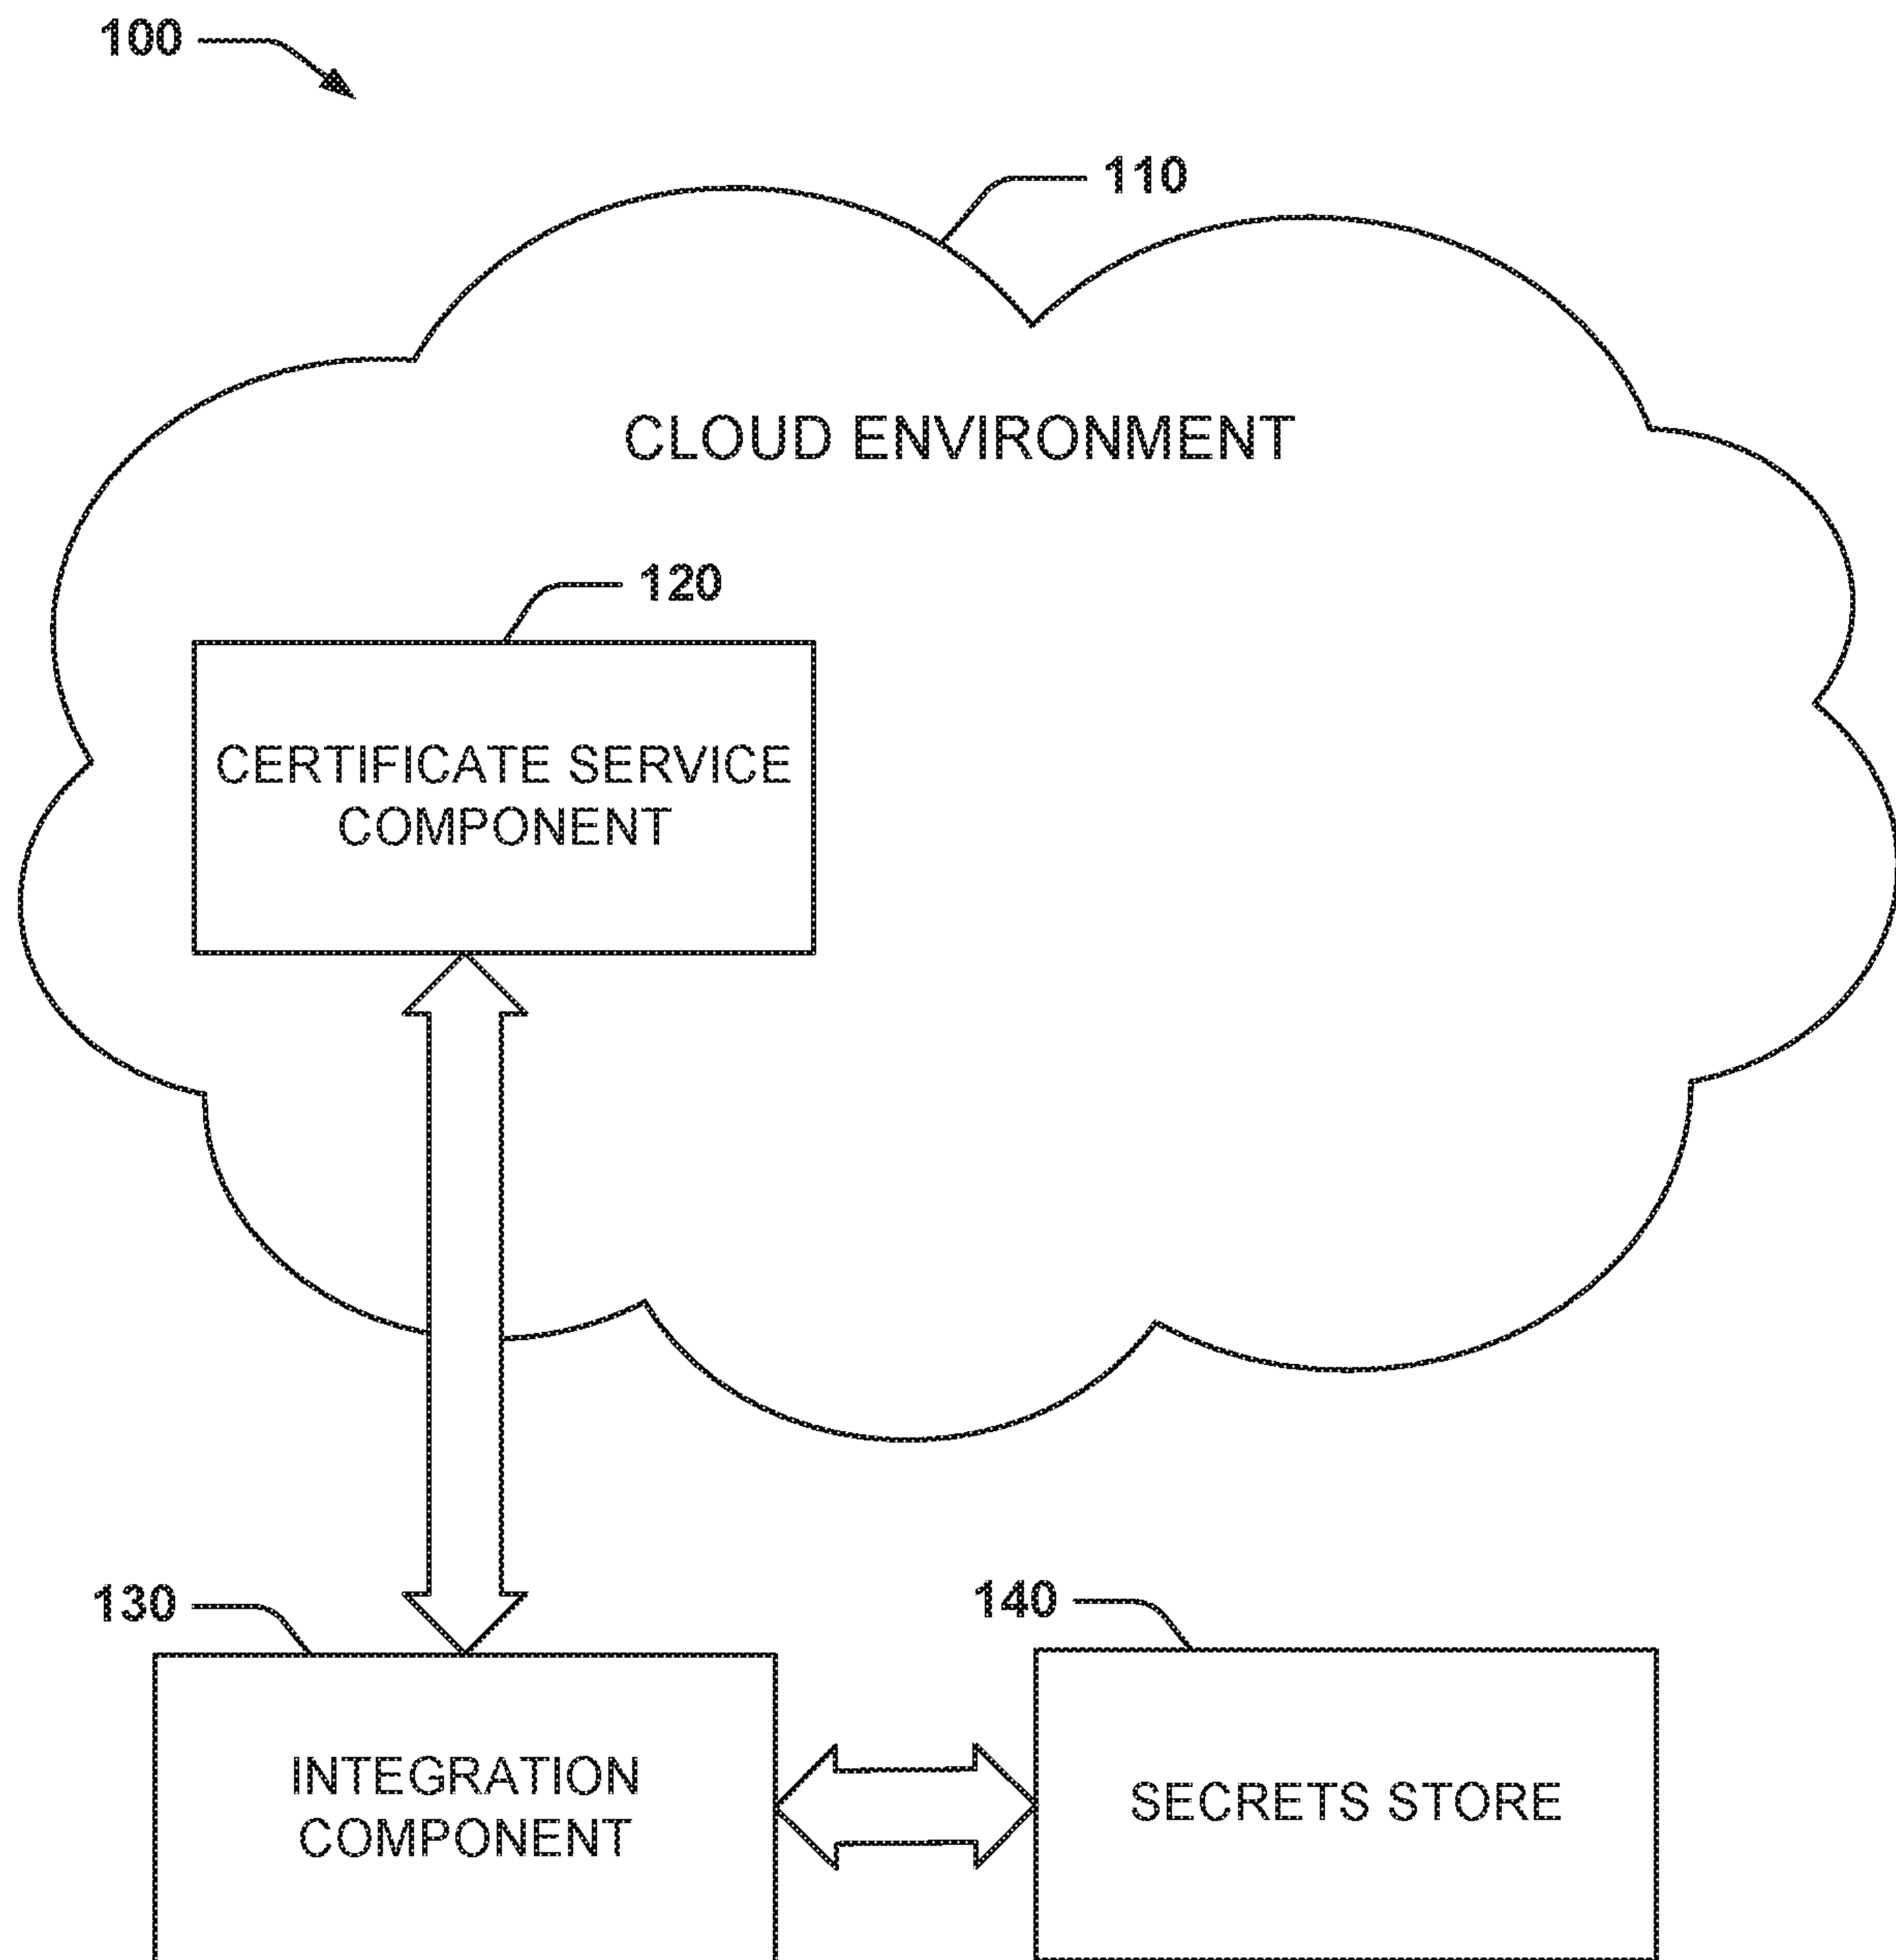 100
110
CLOUD ENVIRONMENT
120
CERTIFICATE SERVICE
COMPONENT
130
140
INTEGRATION
COMPONENT
SECRETS STORE